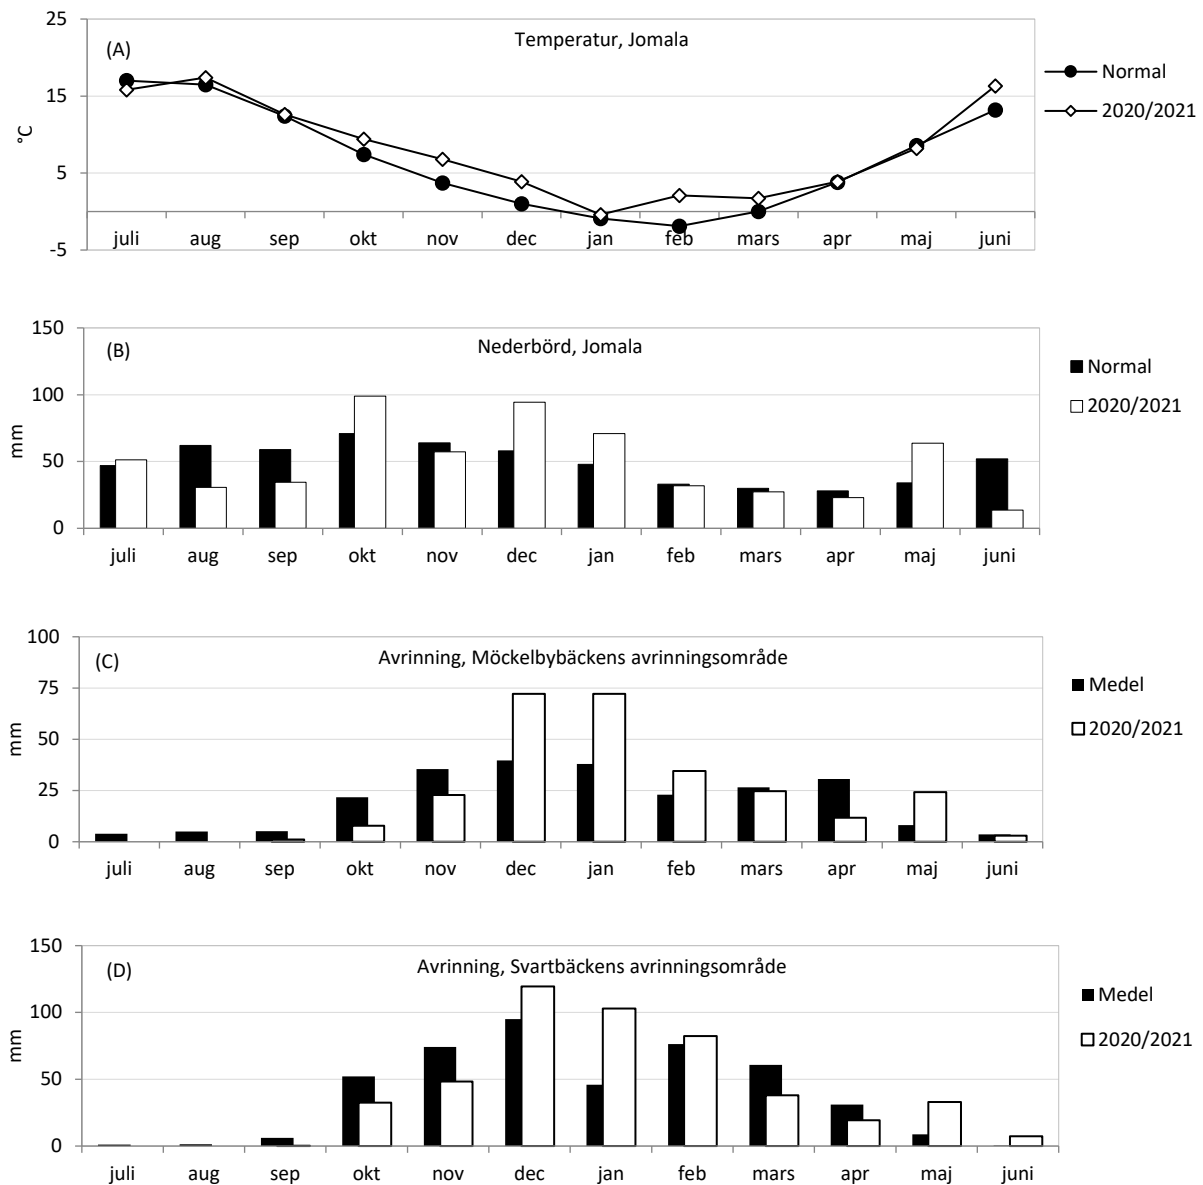 (A)
Temperatur, Jomala
25
15
5
-5
°C
juli aug sep okt nov dec jan feb mars apr maj juni
Normal
2020/2021
(B)
Nederbörd, Jomala
150
100
50
0
mm
juli aug sep okt nov dec jan feb mars apr maj juni
Normal
2020/2021
(C)
Avrinning, Möckelbybäckens avrinningsområde
100
75
50
25
0
mm
juli aug sep okt nov dec jan feb mars apr maj juni
Medel
2020/2021
(D)
Avrinning, Svartbäckens avrinningsområde
150
100
50
0
mm
juli aug sep okt nov dec jan feb mars apr maj juni
Medel
2020/2021